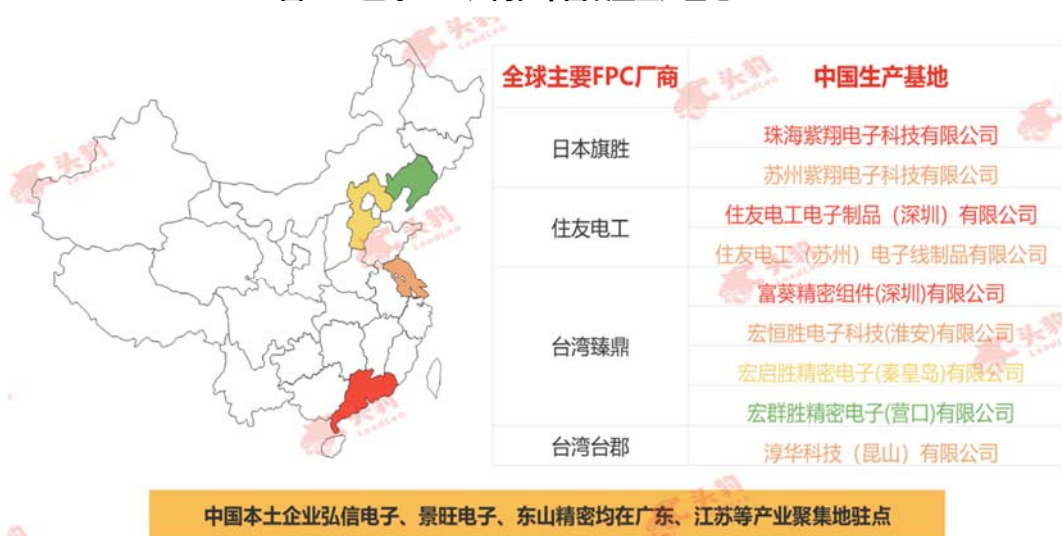 头豹
LeadLeo
全球主要FPC厂商 中国生产基地
日本旗胜
珠海紫翔电子科技有限公司
苏州紫翔电子科技有限公司
住友电工
住友电工电子制品（深圳）有限公司
住友电工（苏州）电子线制品有限公司
台湾臻鼎
富葵精密组件(深圳)有限公司
宏恒胜电子科技(淮安)有限公司
宏启胜精密电子(秦皇岛)有限公司
宏群胜精密电子(营口)有限公司
台湾台郡
淳华科技（昆山）有限公司
中国本土企业弘信电子、景旺电子、东山精密均在广东、江苏等产业聚集地驻点